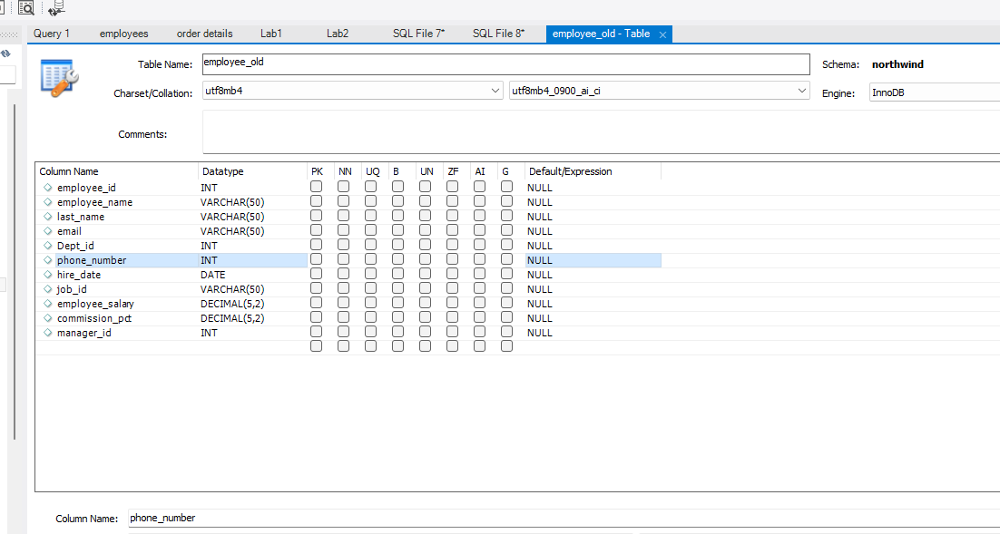 Query 1 employees order details Lab1 Lab2 SQL File 7* SQL File 8* employee_old - Table
Table Name: employee_old Schema: northwind
Charset/Collation: utf8mb4 utf8mb4_0900_ai_ci Engine: InnoDB
Comments:
Column Name Datatype PK NN UQ B UN ZF AI G Default/Expression
employee_id INT NULL
employee_name VARCHAR(50) NULL
last_name VARCHAR(50) NULL
email VARCHAR(50) NULL
Dept_id INT NULL
phone_number INT NULL
hire_date DATE NULL
job_id VARCHAR(50) NULL
employee_salary DECIMAL(5,2) NULL
commission_pct DECIMAL(5,2) NULL
manager_id INT NULL
Column Name: phone_number